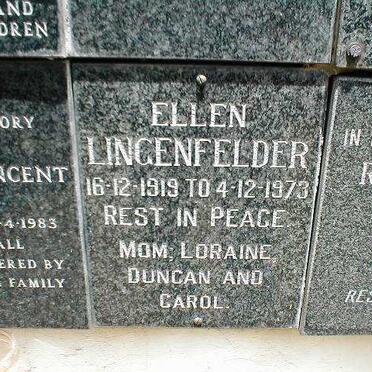 AND
DREN
ORY
NCENT
-4-1983
ALL
ERED BY
FAMILY
ELLEN
LINGENFELDER
16-12-1919 TO 4-12-1973
REST IN PEACE.
MOM, LORAINE,
DUNCAN AND
CAROL.
IN
R
RES